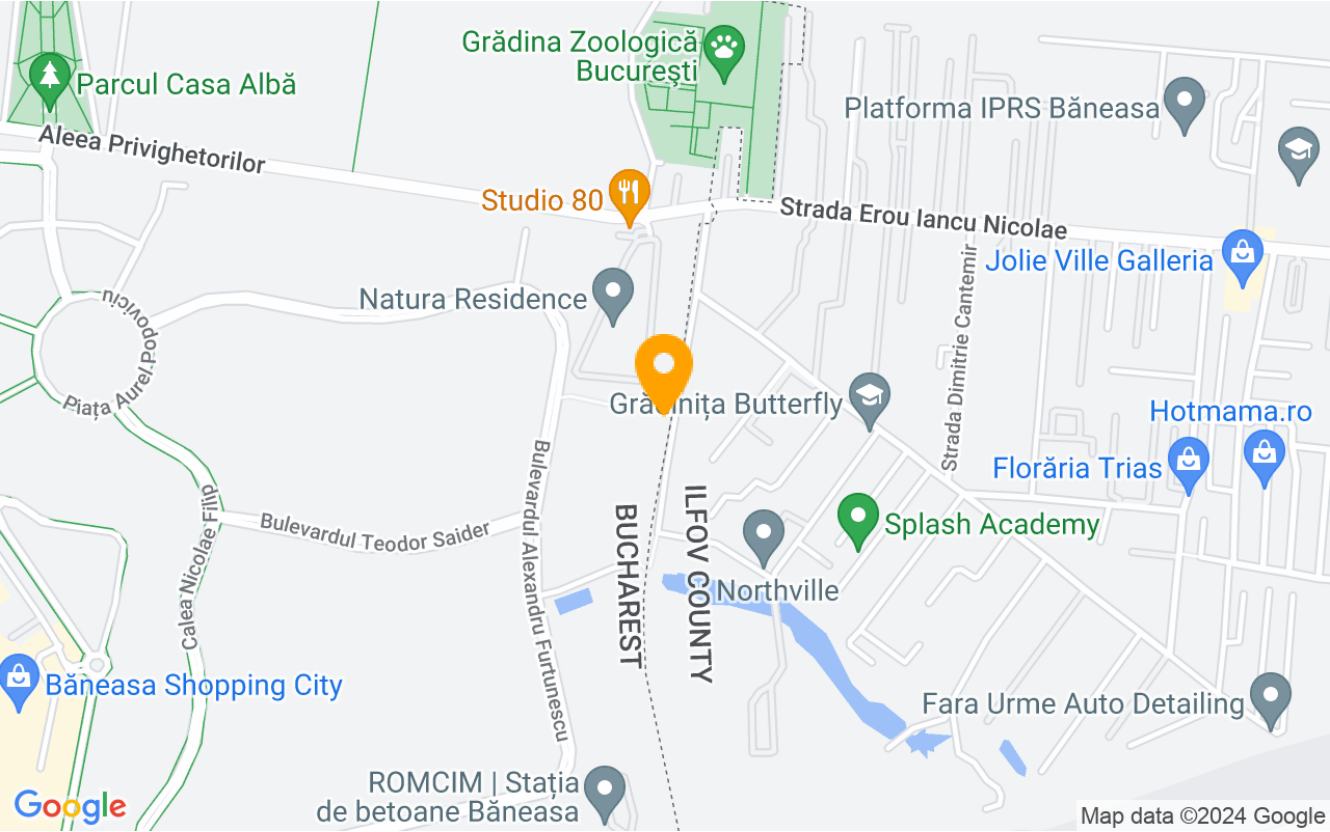 Grădina Zoologică
București
Parcul Casa Albă
Platforma IPRS Băneasa
Aleea Privighetorilor
Studio 80
Strada Erou Iancu Nicolae
Jolie Ville Galleria
Natura Residence
Strada Dimitrie Cantemir
Piața Aurel Popoviciu
Grădinița Butterfly
Hotmama.ro
Florăria Trias
Bulevardul Alexandru Furtunescu
Calea Nicolae Filip
Bulevardul Teodor Saider
BUCHAREST
ILFOV COUNTY
Splash Academy
Northville
Băneasa Shopping City
Fara Urme Auto Detailing
ROMCIM | Stația
de betoane Băneasa
Google
Map data ©2024 Google